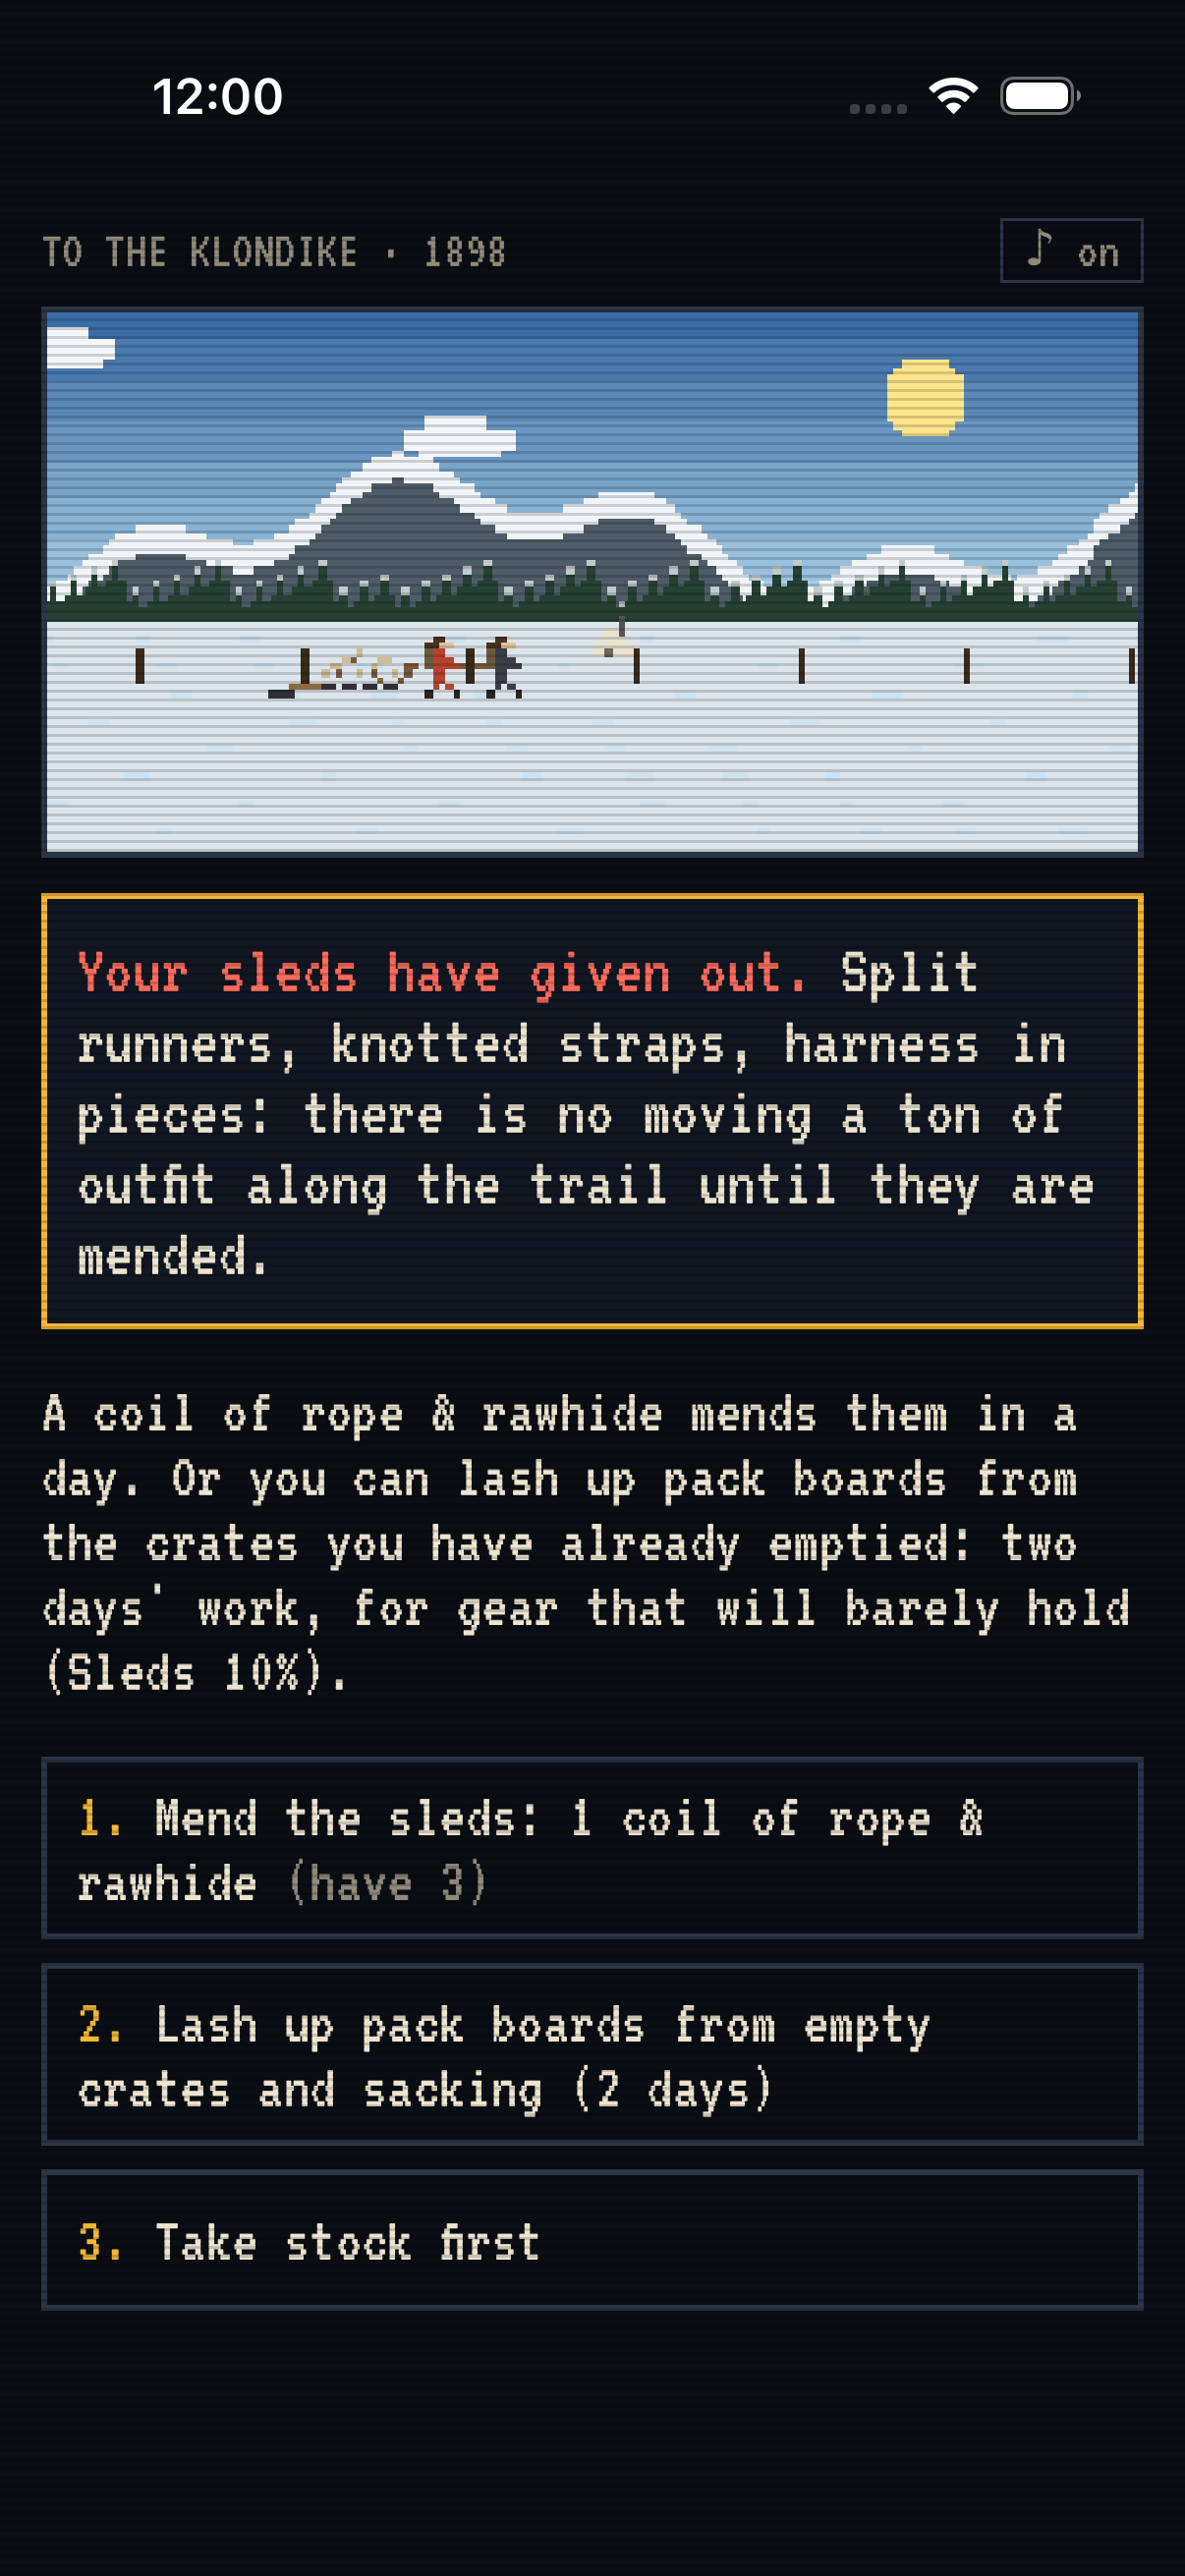 12:00
TO THE KLONDIKE · 1898
♪ on
Your sleds have given out. Split
runners, knotted straps, harness in
pieces: there is no moving a ton of
outfit along the trail until they are
mended.
A coil of rope & rawhide mends them in a
day. Or you can lash up pack boards from
the crates you have already emptied: two
days' work, for gear that will barely hold
(Sleds 10%).
1. Mend the sleds: 1 coil of rope &
rawhide (have 3)
2. Lash up pack boards from empty
crates and sacking (2 days)
3. Take stock first